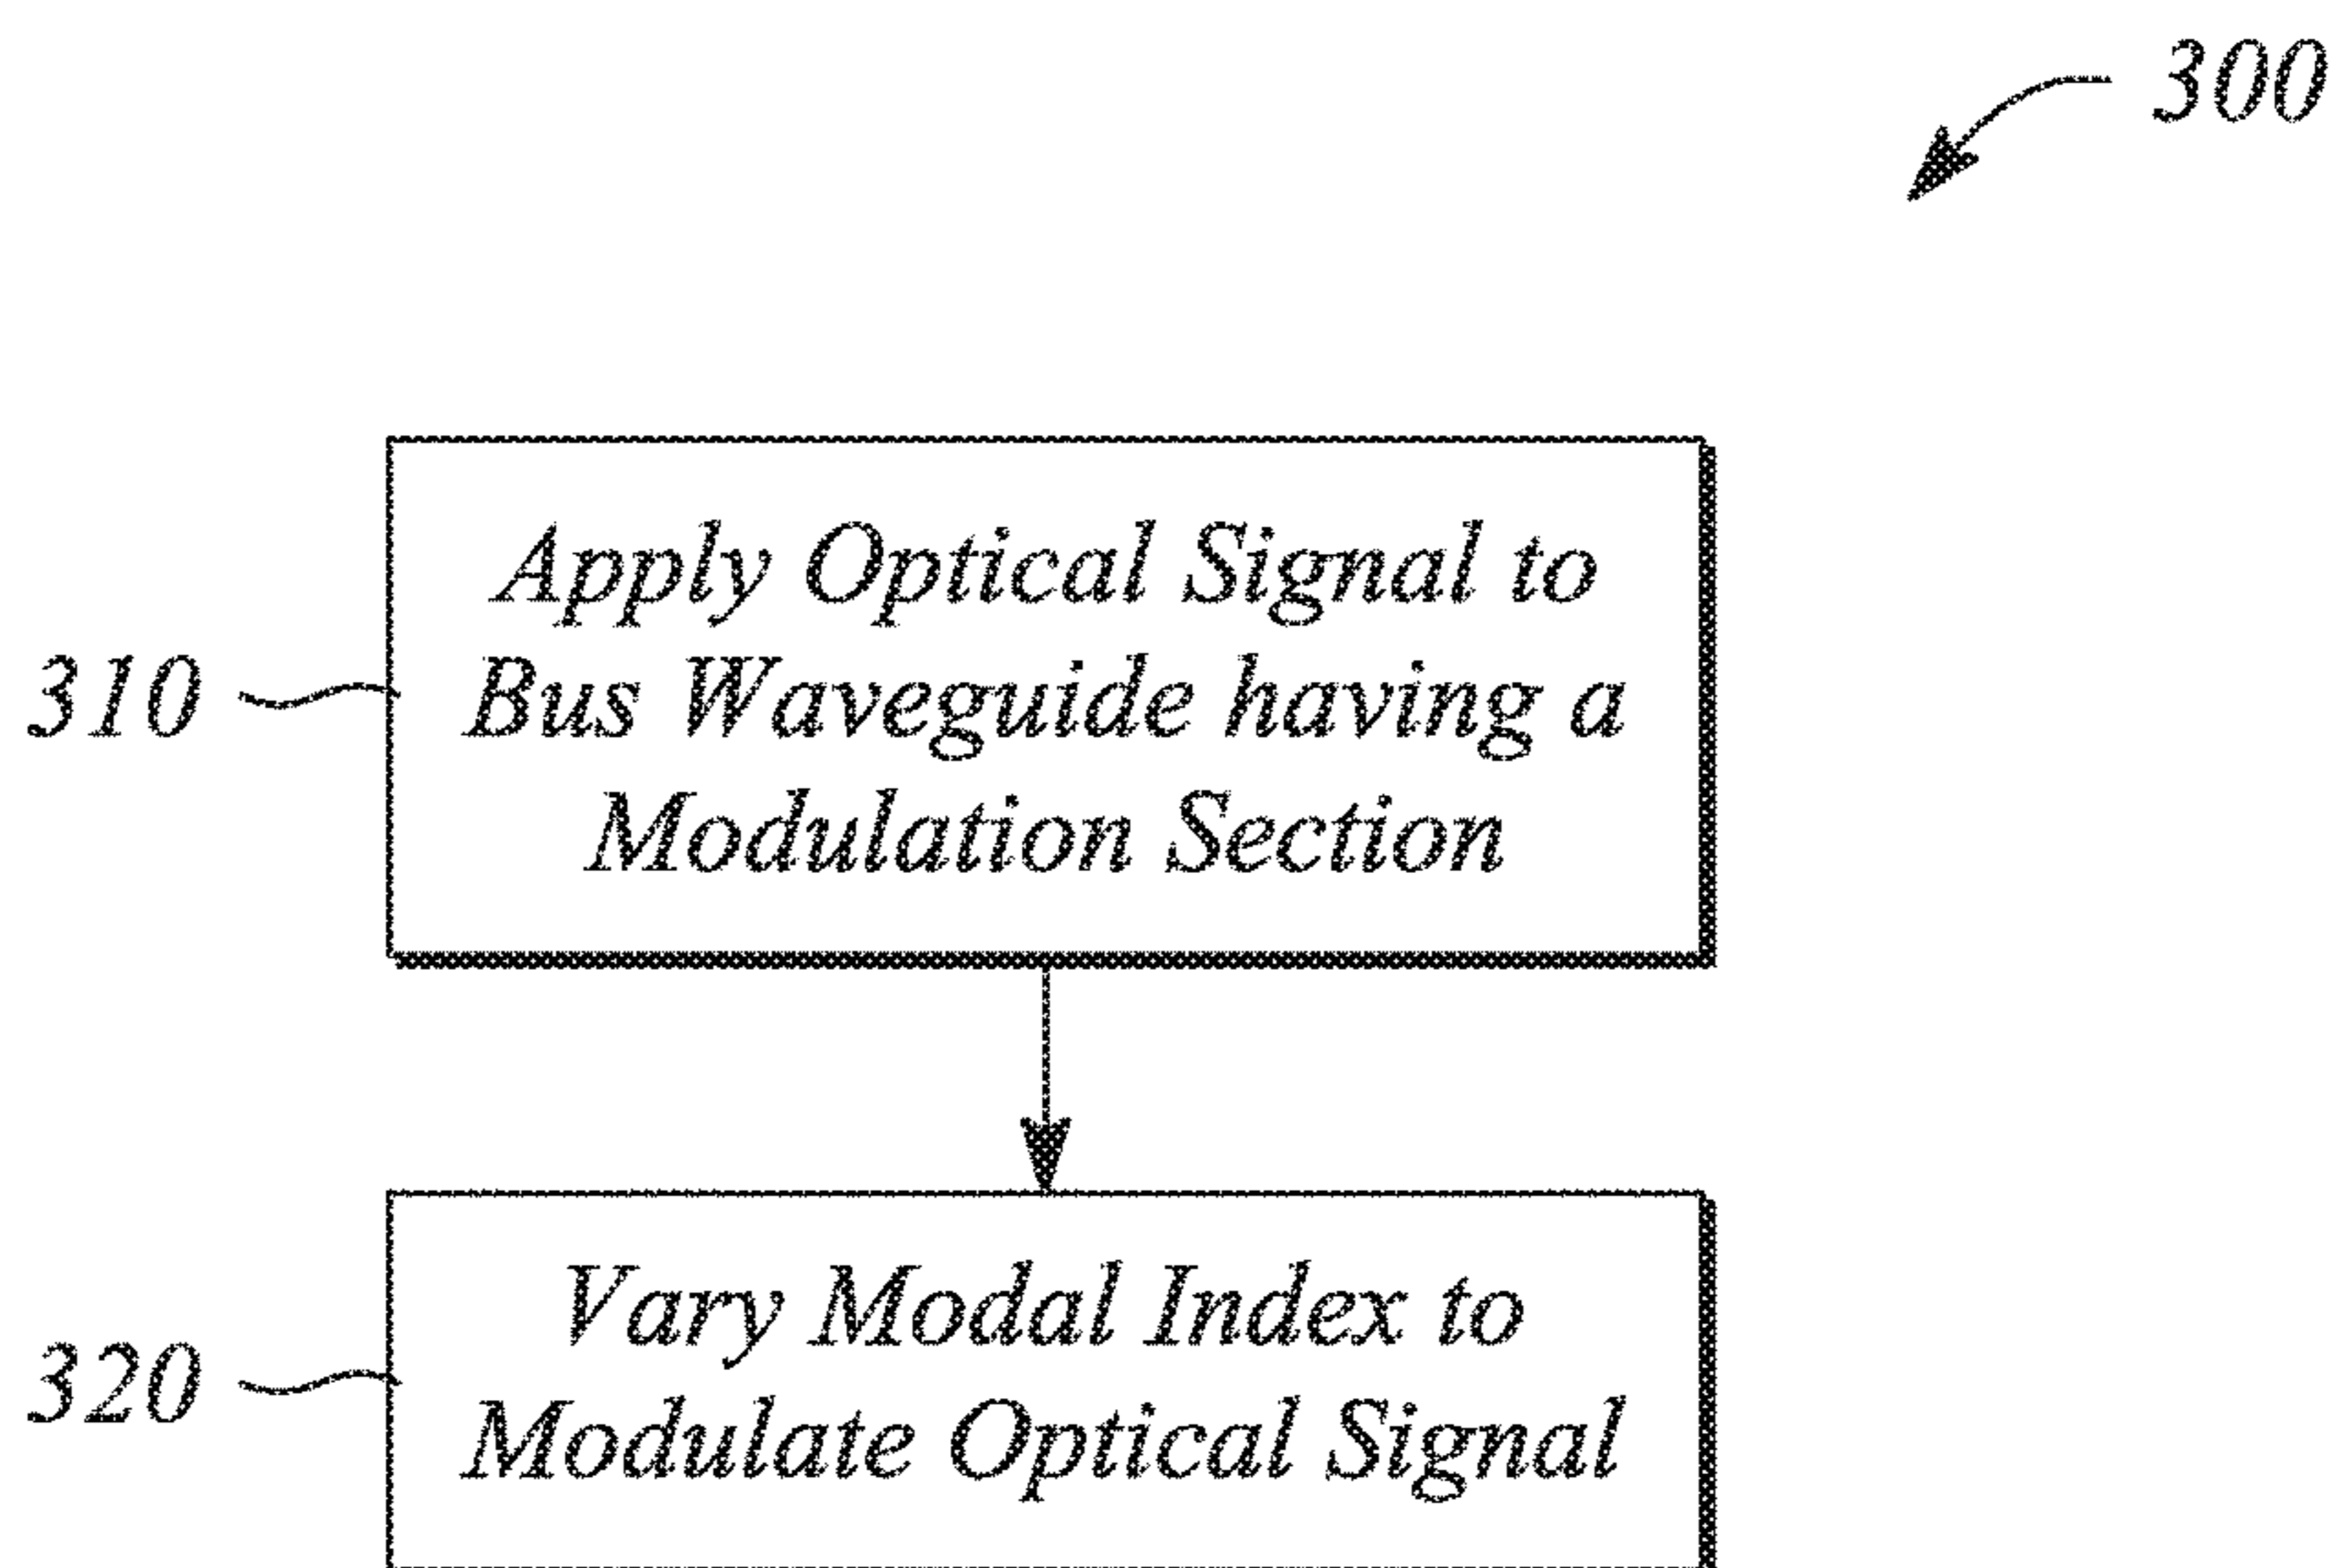 300
Apply Optical Signal to
310
Bus Waveguide having a
Modulation Section
Vary Modal Index to
320
Modulate Optical Signal